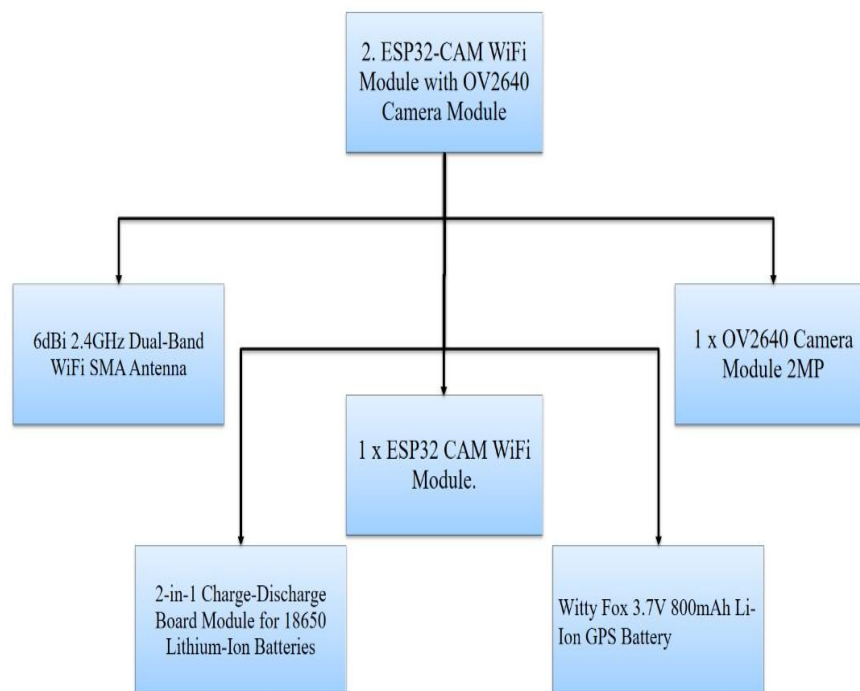 2. ESP32-CAM WiFi
Module with OV2640
Camera Module
6dBi 2.4GHz Dual-Band
WiFi SMA Antenna
1 x OV2640 Camera
Module 2MP
1 x ESP32 CAM WiFi
Module.
2-in-1 Charge-Discharge
Board Module for 18650
Lithium-Ion Batteries
Witty Fox 3.7V 800mAh Li-
Ion GPS Battery